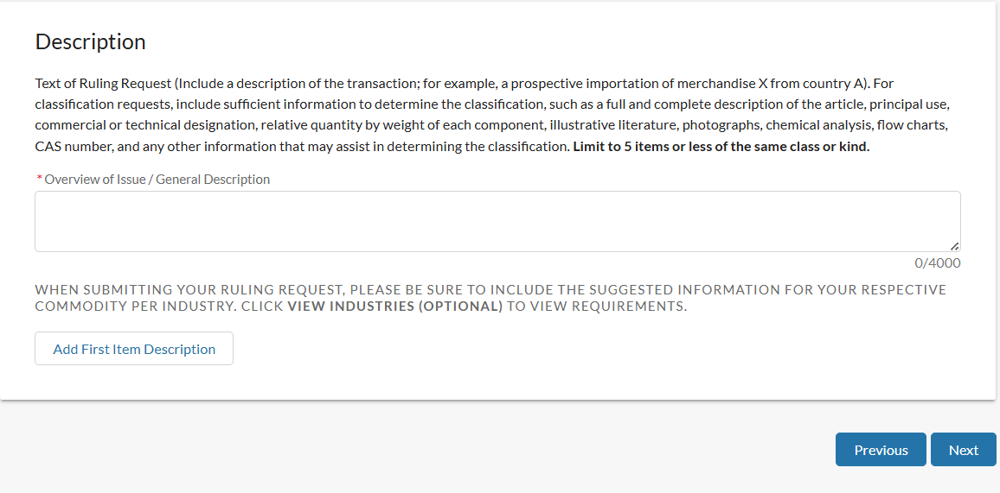 Description
Text of Ruling Request (Include a description of the transaction; for example, a prospective importation of merchandise X from country A). For
classification requests, include sufficient information to determine the classification, such as a full and complete description of the article, principal use,
commercial or technical designation, relative quantity by weight of each component, illustrative literature, photographs, chemical analysis, flow charts,
CAS number, and any other information that may assist in determining the classification. Limit to 5 items or less of the same class or kind.
* Overview of Issue / General Description
0/4000
WHEN SUBMITTING YOUR RULING REQUEST, PLEASE BE SURE TO INCLUDE THE SUGGESTED INFORMATION FOR YOUR RESPECTIVE
COMMODITY PER INDUSTRY. CLICK VIEW INDUSTRIES (OPTIONAL) TO VIEW REQUIREMENTS.
Add First Item Description
Previous Next